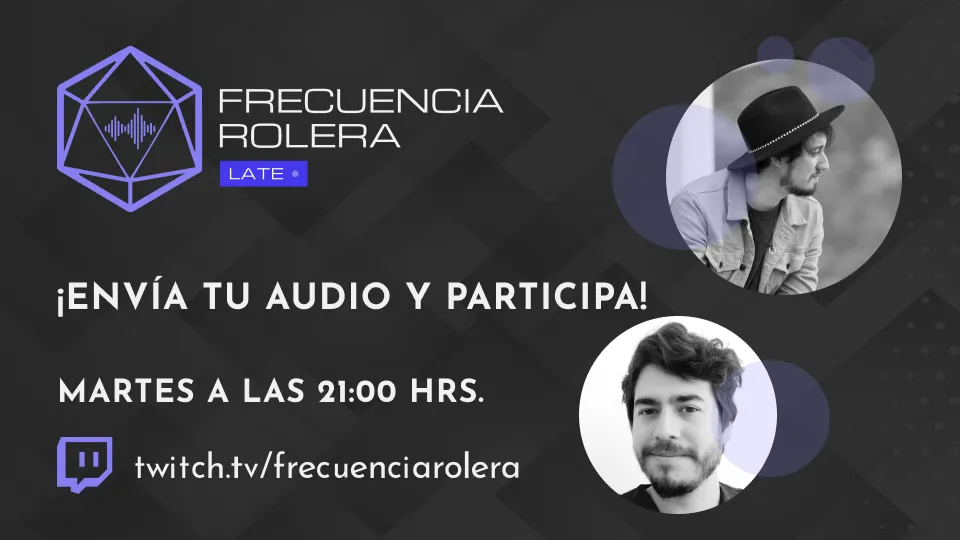 FRECUENCIA
ROLERA
LATE
¡ENVÍA TU AUDIO Y PARTICIPA!
MARTES A LAS 21:00 HRS.
twitch.tv/frecuenciarolera